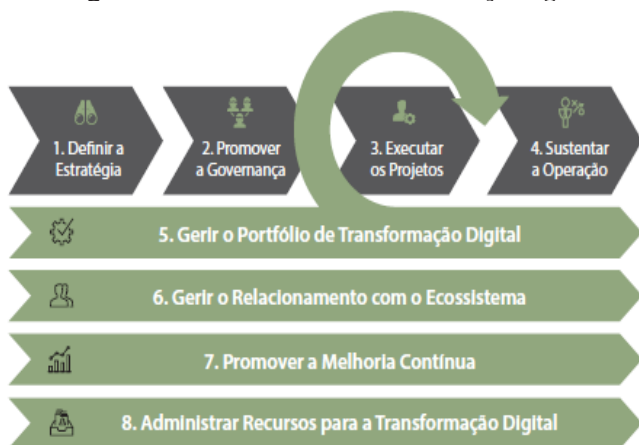 1. Definir a
Estratégia
2. Promover
a Governança
3. Executar
os Projetos
4. Sustentar
a Operação
5. Gerir o Portfólio de Transformação Digital
6. Gerir o Relacionamento com o Ecossistema
7. Promover a Melhoria Contínua
8. Administrar Recursos para a Transformação Digital